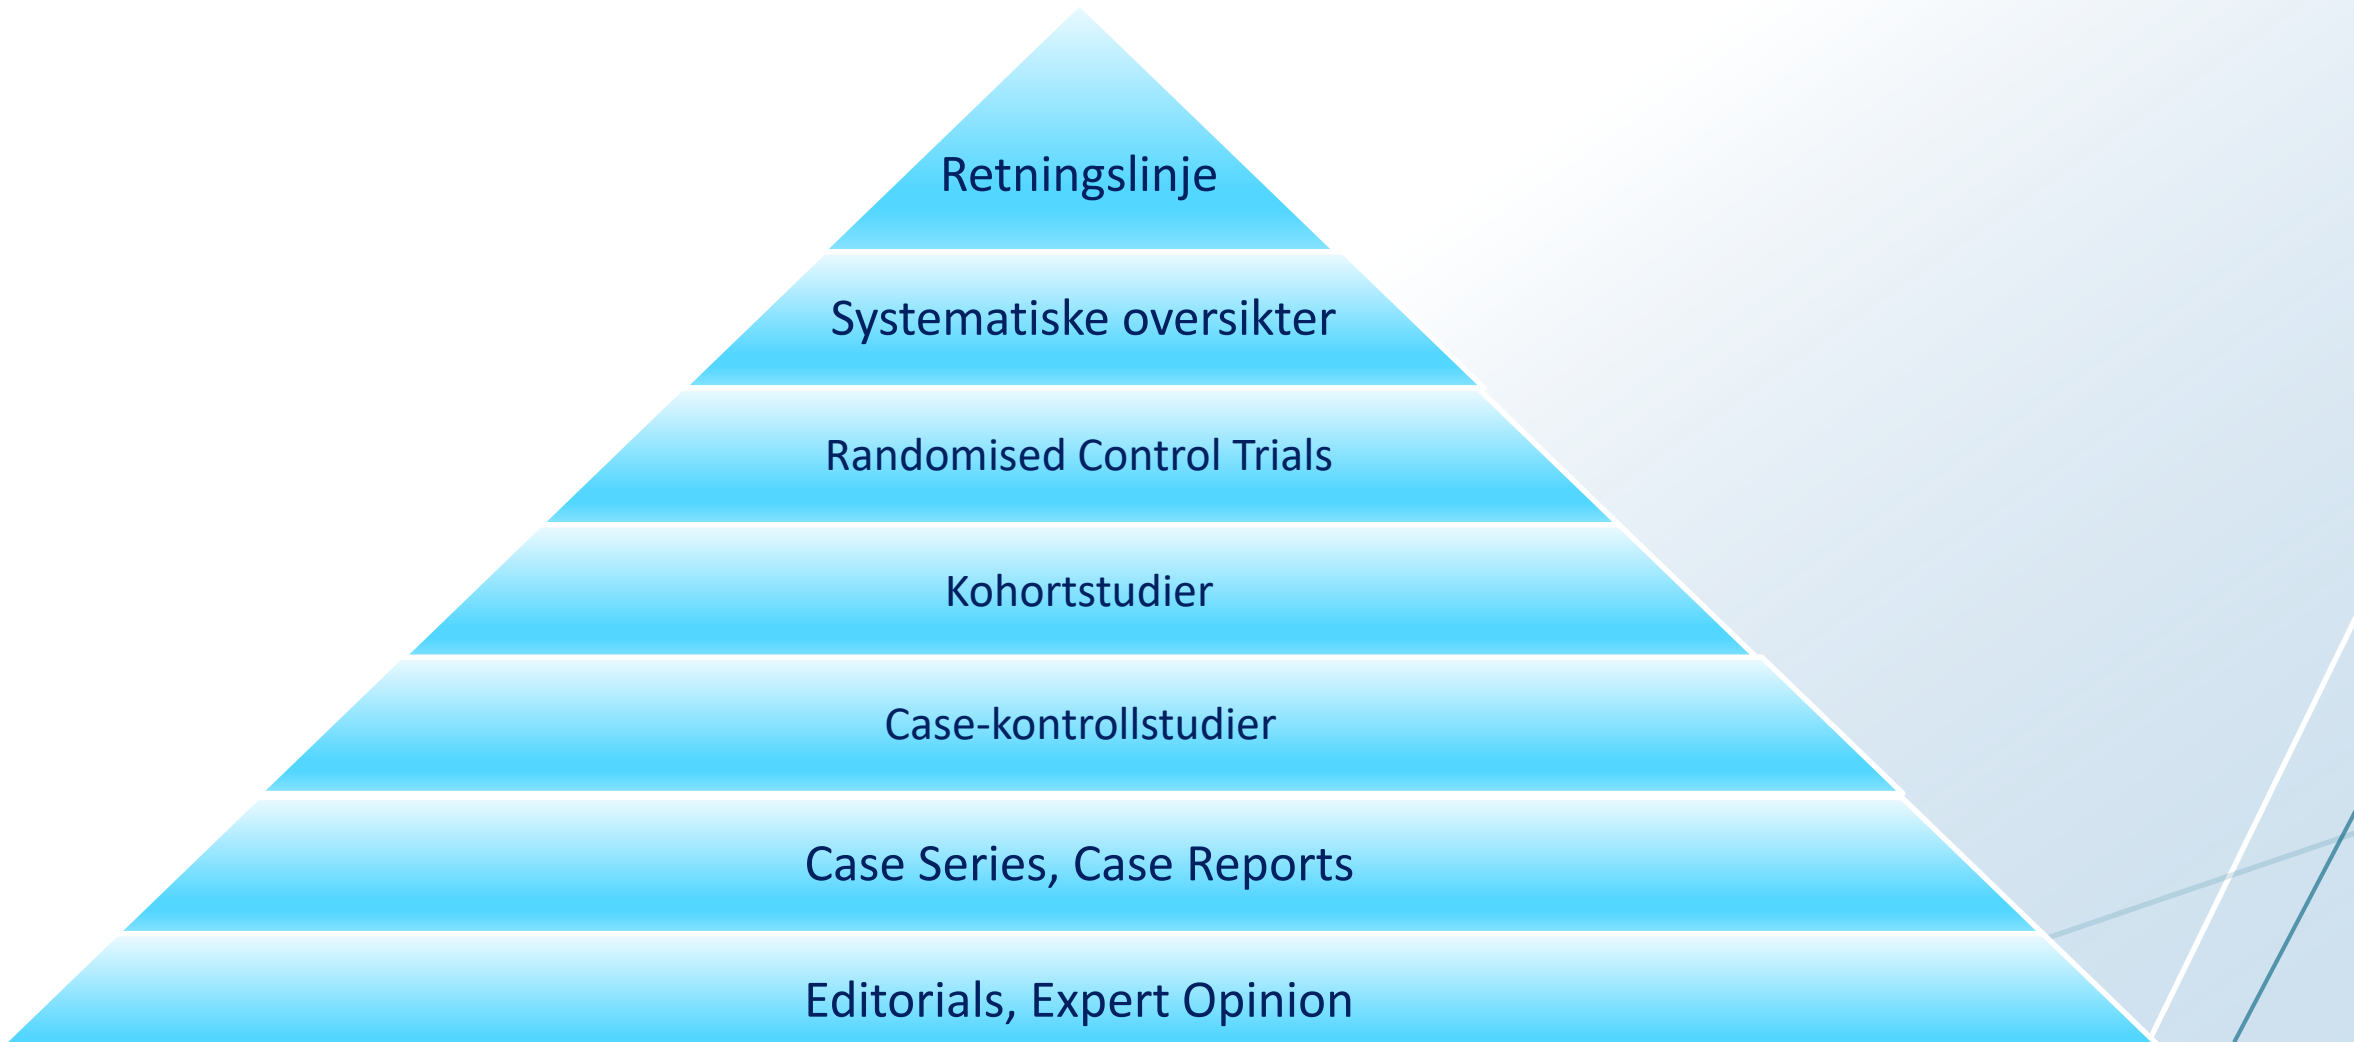 Retningslinje
Systematiske oversikter
Randomised Control Trials
Kohortstudier
Case-kontrollstudier
Case Series, Case Reports
Editorials, Expert Opinion